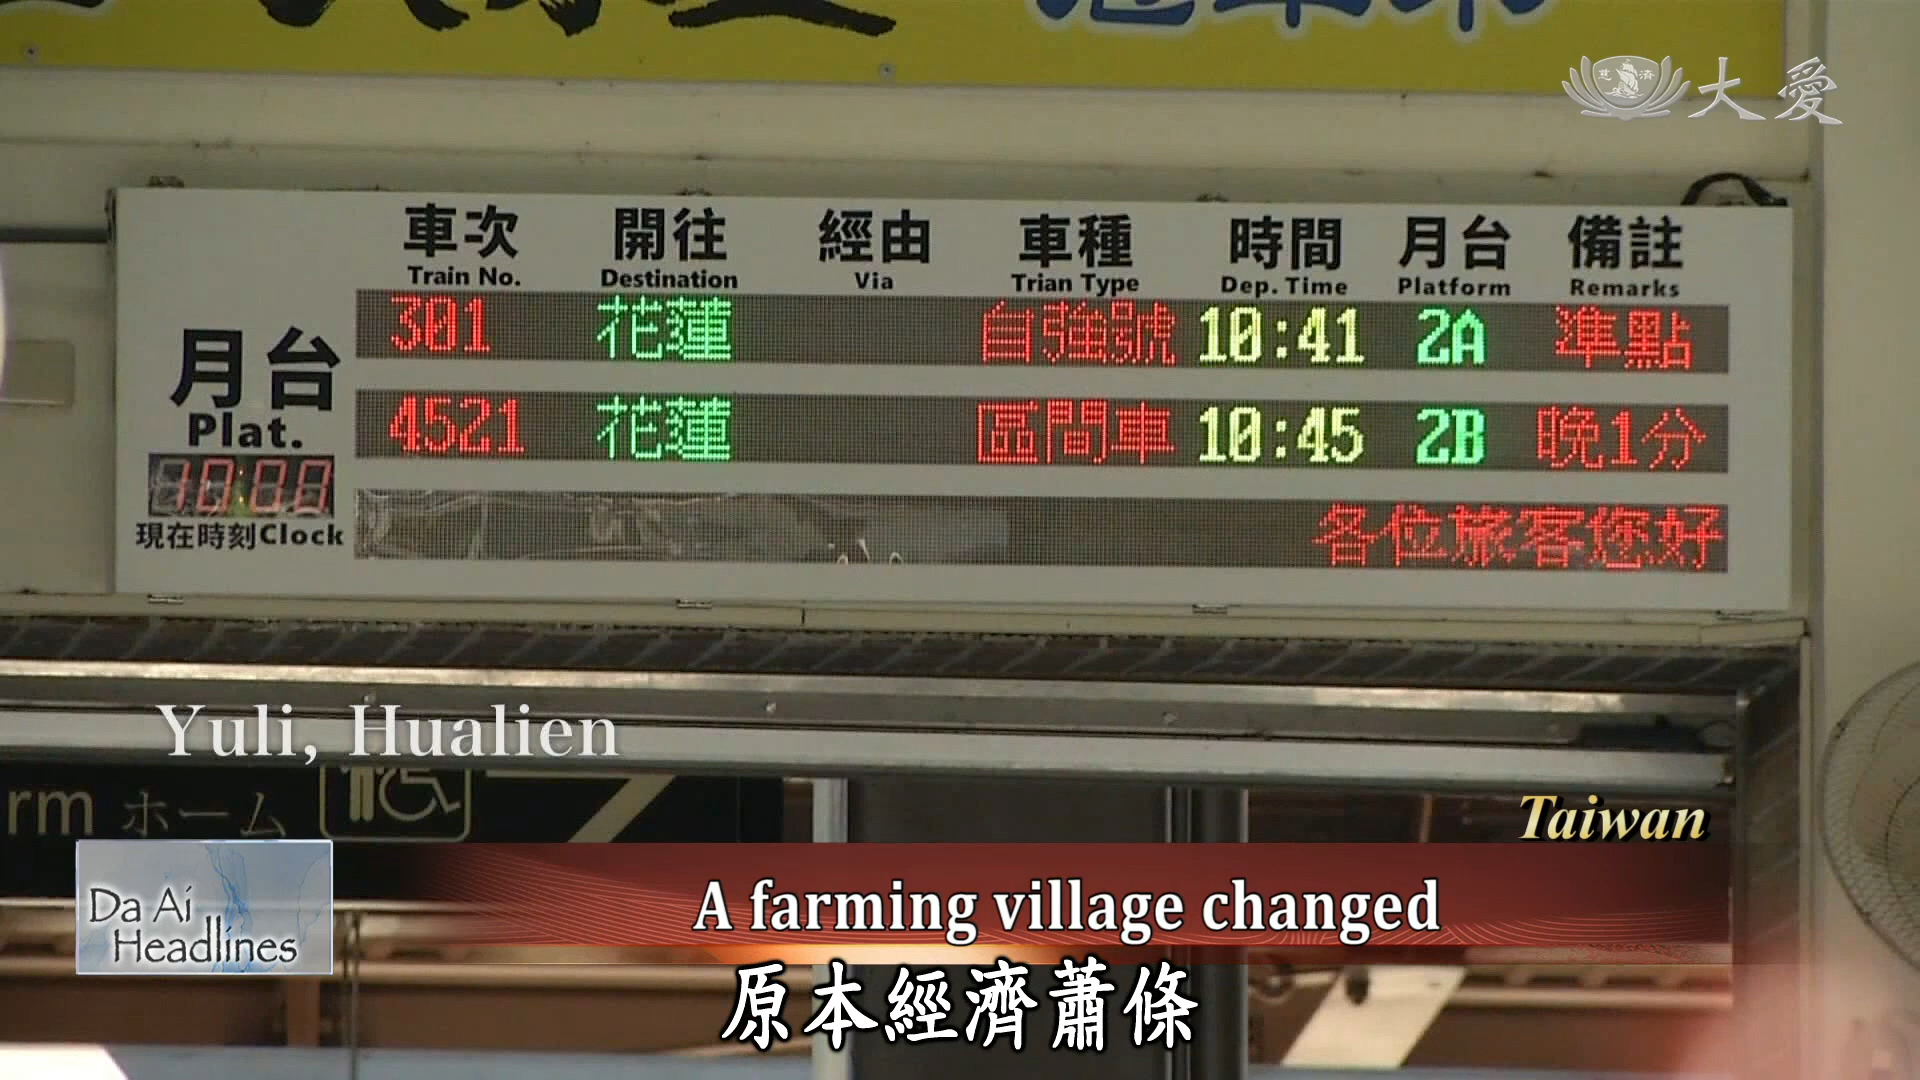 大愛
車次 開往 經由 車種 時間 月台 備註
Train No. Destination Via Trian Type Dep. Time Platform Remarks
301 花蓮 自強號 10:41 2A 準點
月台
Plat.
4521 花蓮 區間車 10:45 2B 晚1分
10:00
現在時刻Clock
各位旅客您好
Yuli, Hualien
rm ホーム
Taiwan
Da Ai
Headlines
A farming village changed
原本經濟蕭條